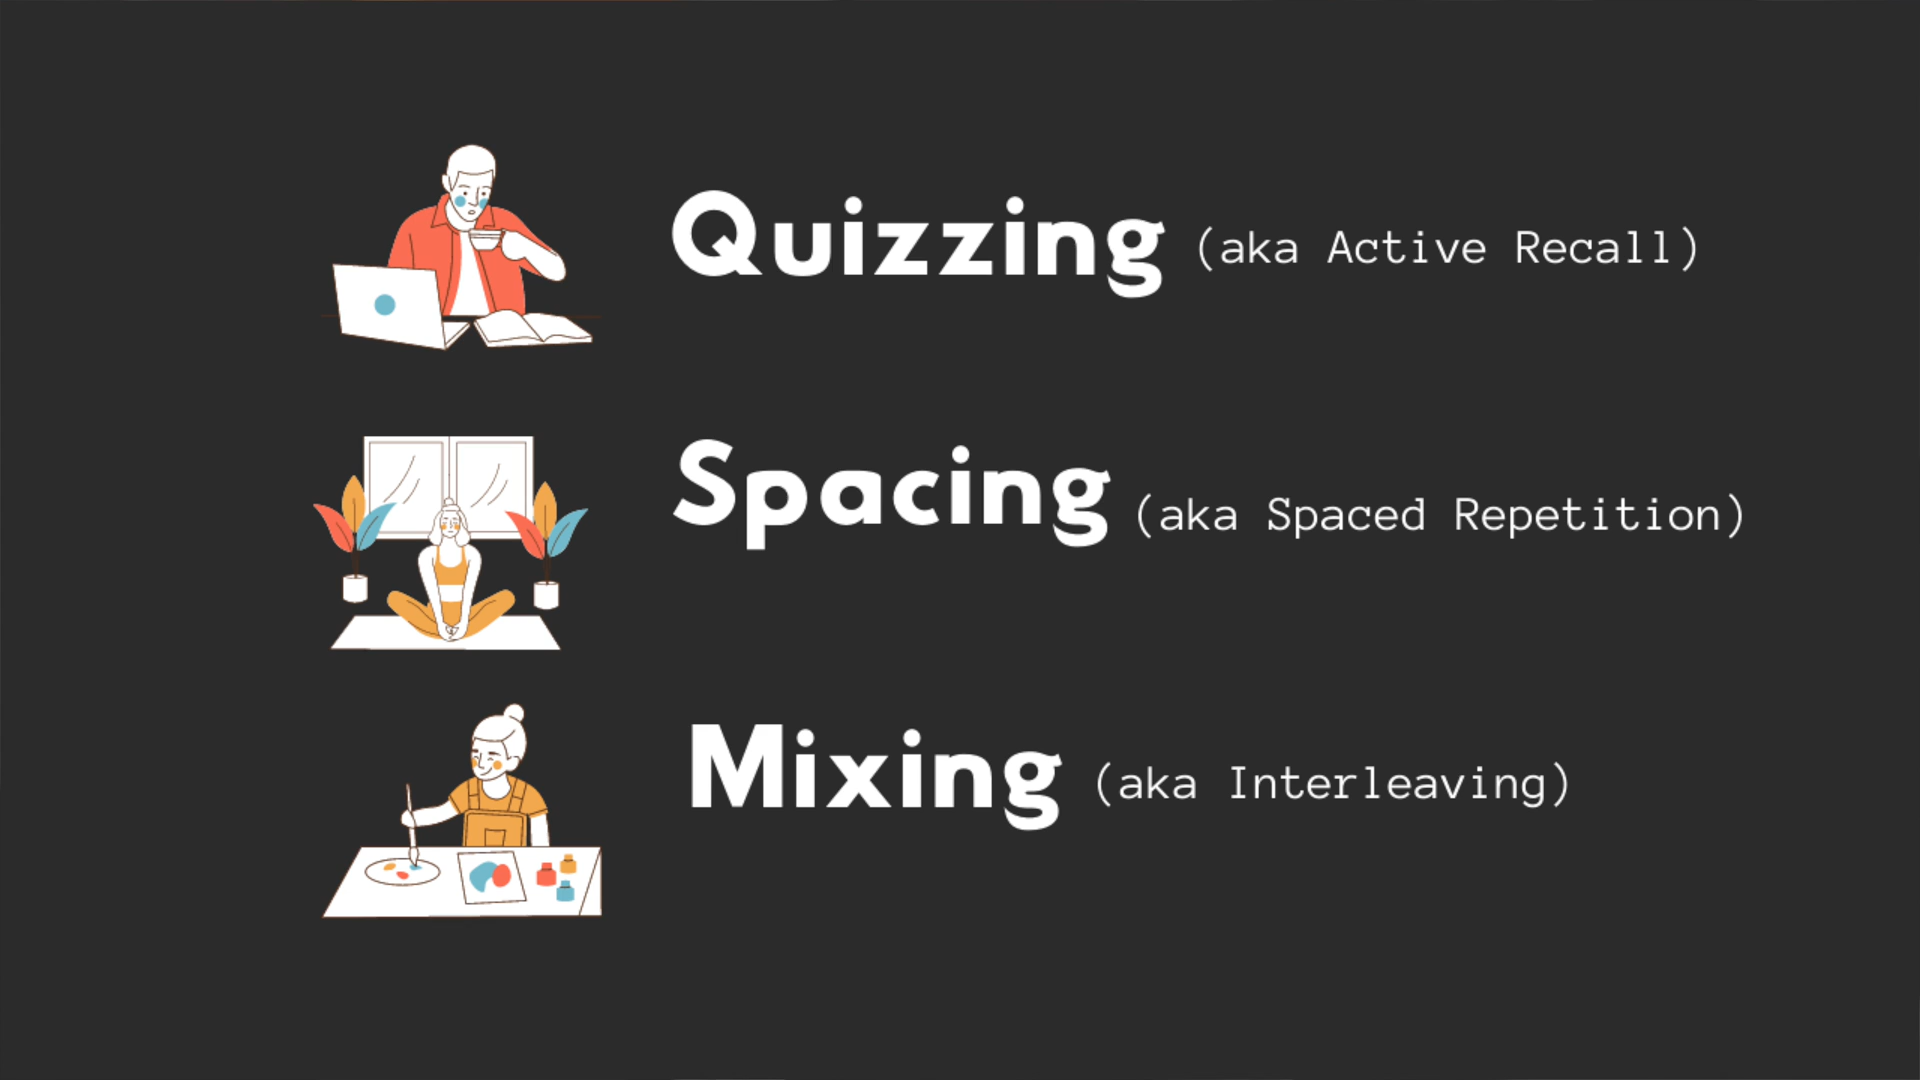 Quizzing (aka Active Recall)
Spacing (aka Spaced Repetition)
Mixing (aka Interleaving)